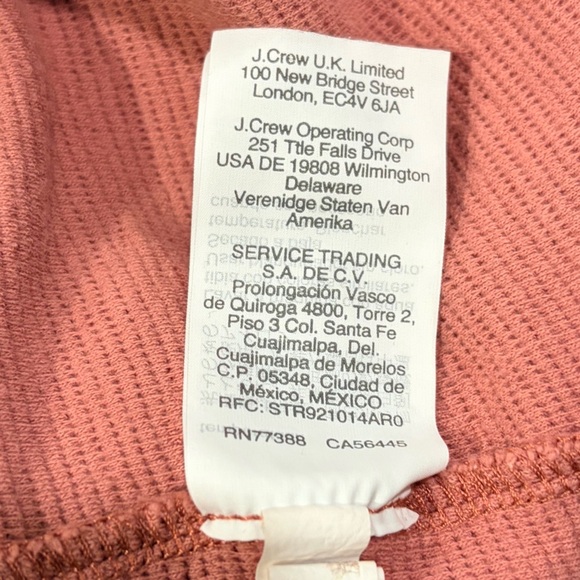 J.Crew U.K. Limited
100 New Bridge Street
London, EC4V 6JA
J.Crew Operating Corp
251 Ttle Falls Drive
USA DE 19808 Wilmington
Delaware
Verenidge Staten Van
Amerika
SERVICE TRADING
S.A. DE C.V.
Prolongación Vasco
de Quiroga 4800, Torre 2,
Piso 3 Col. Santa Fe
Cuajimalpa, Del.
Cuajimalpa de Morelos
C.P. 05348, Ciudad de
México, MÉXICO
RFC: STR921014AR0
RN77388 CA56445